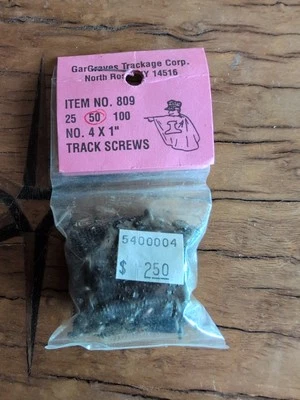 GarGraves Trackage Corp.
North Rose, NY 14516
ITEM NO. 809
25 50 100
NO. 4 X 1"
TRACK SCREWS
5400004
$ 250